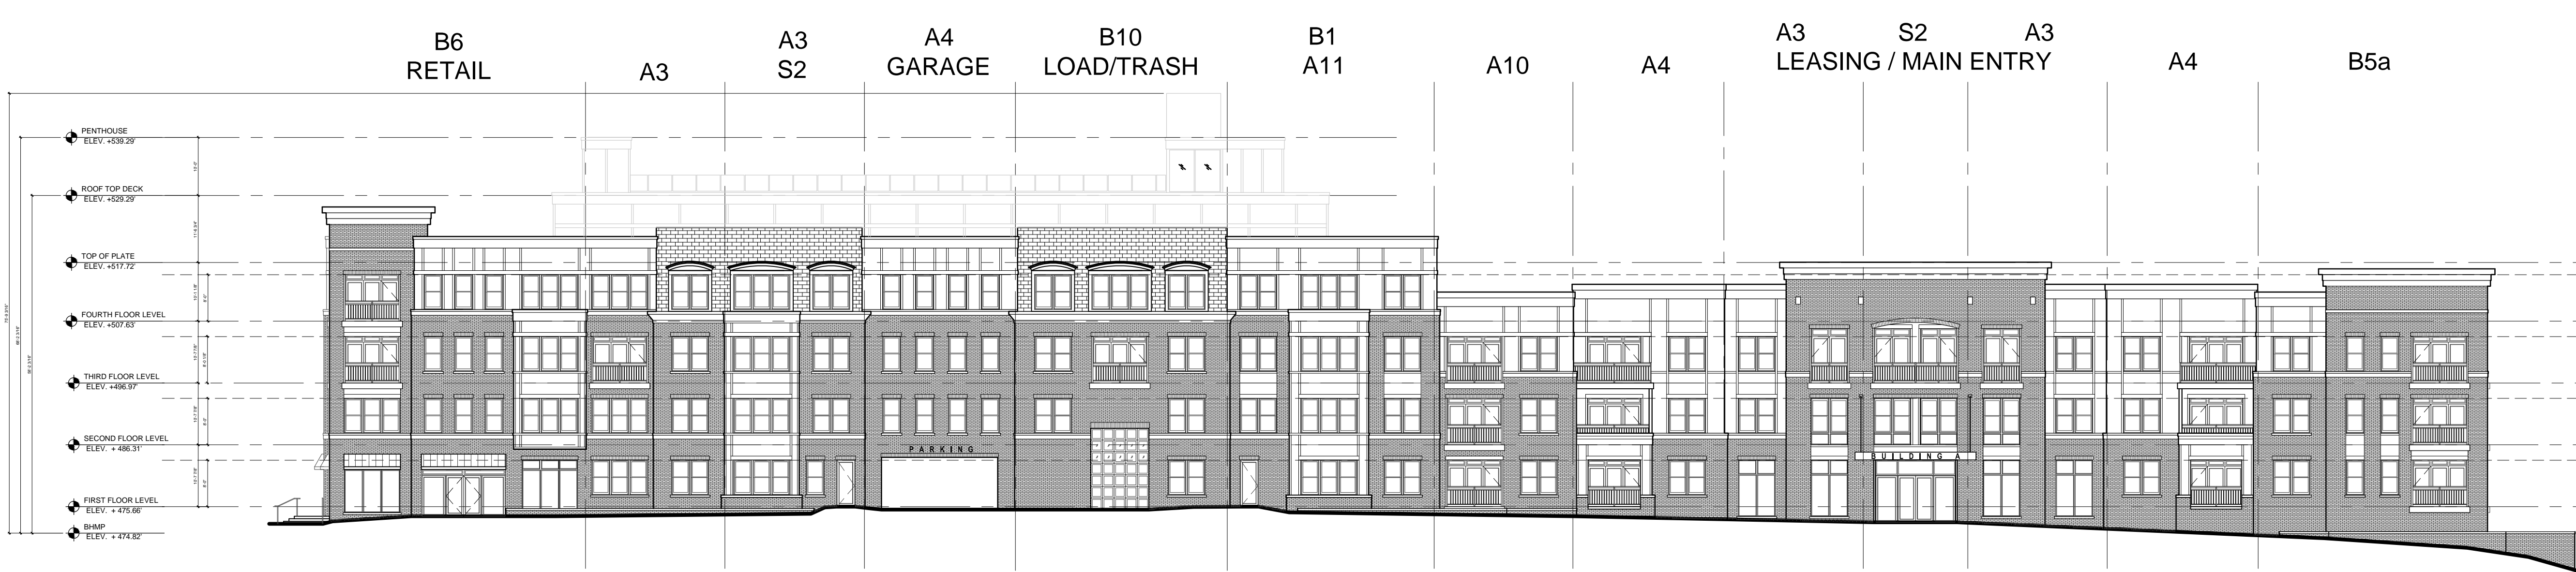 B6
RETAIL
A3
A3
S2
A4
GARAGE
B10
LOAD/TRASH
B1
A11
A10
A4
A3 S2 A3
LEASING / MAIN ENTRY
A4
B5a
PENTHOUSE
ELEV. +539.29'
ROOF TOP DECK
ELEV. +529.29'
TOP OF PLATE
ELEV. +517.72'
FOURTH FLOOR LEVEL
ELEV. +507.63'
THIRD FLOOR LEVEL
ELEV. +496.97'
SECOND FLOOR LEVEL
ELEV. + 486.31'
FIRST FLOOR LEVEL
ELEV. + 475.66'
BHMP
ELEV. + 474.82'
PARKING
BUILDING A